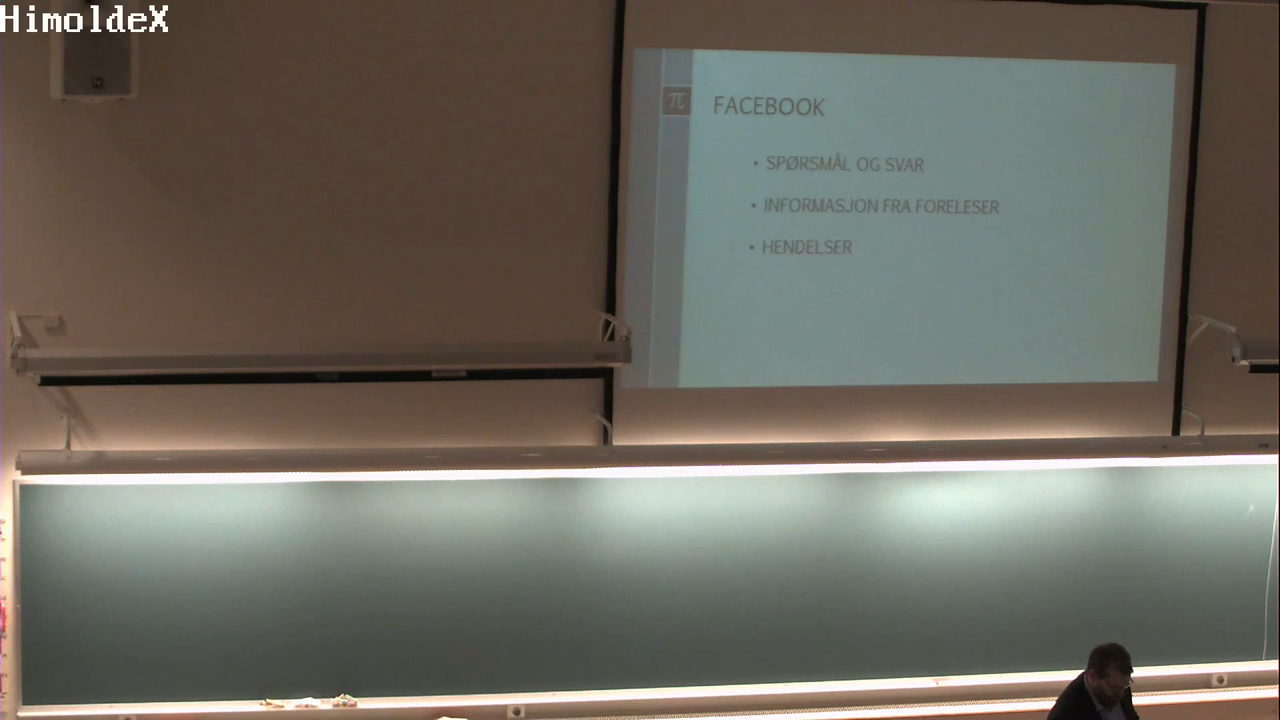 HimoldeX
π
FACEBOOK
• SPØRSMÅL OG SVAR
• INFORMASJON FRA FORELESER
• HENDELSER